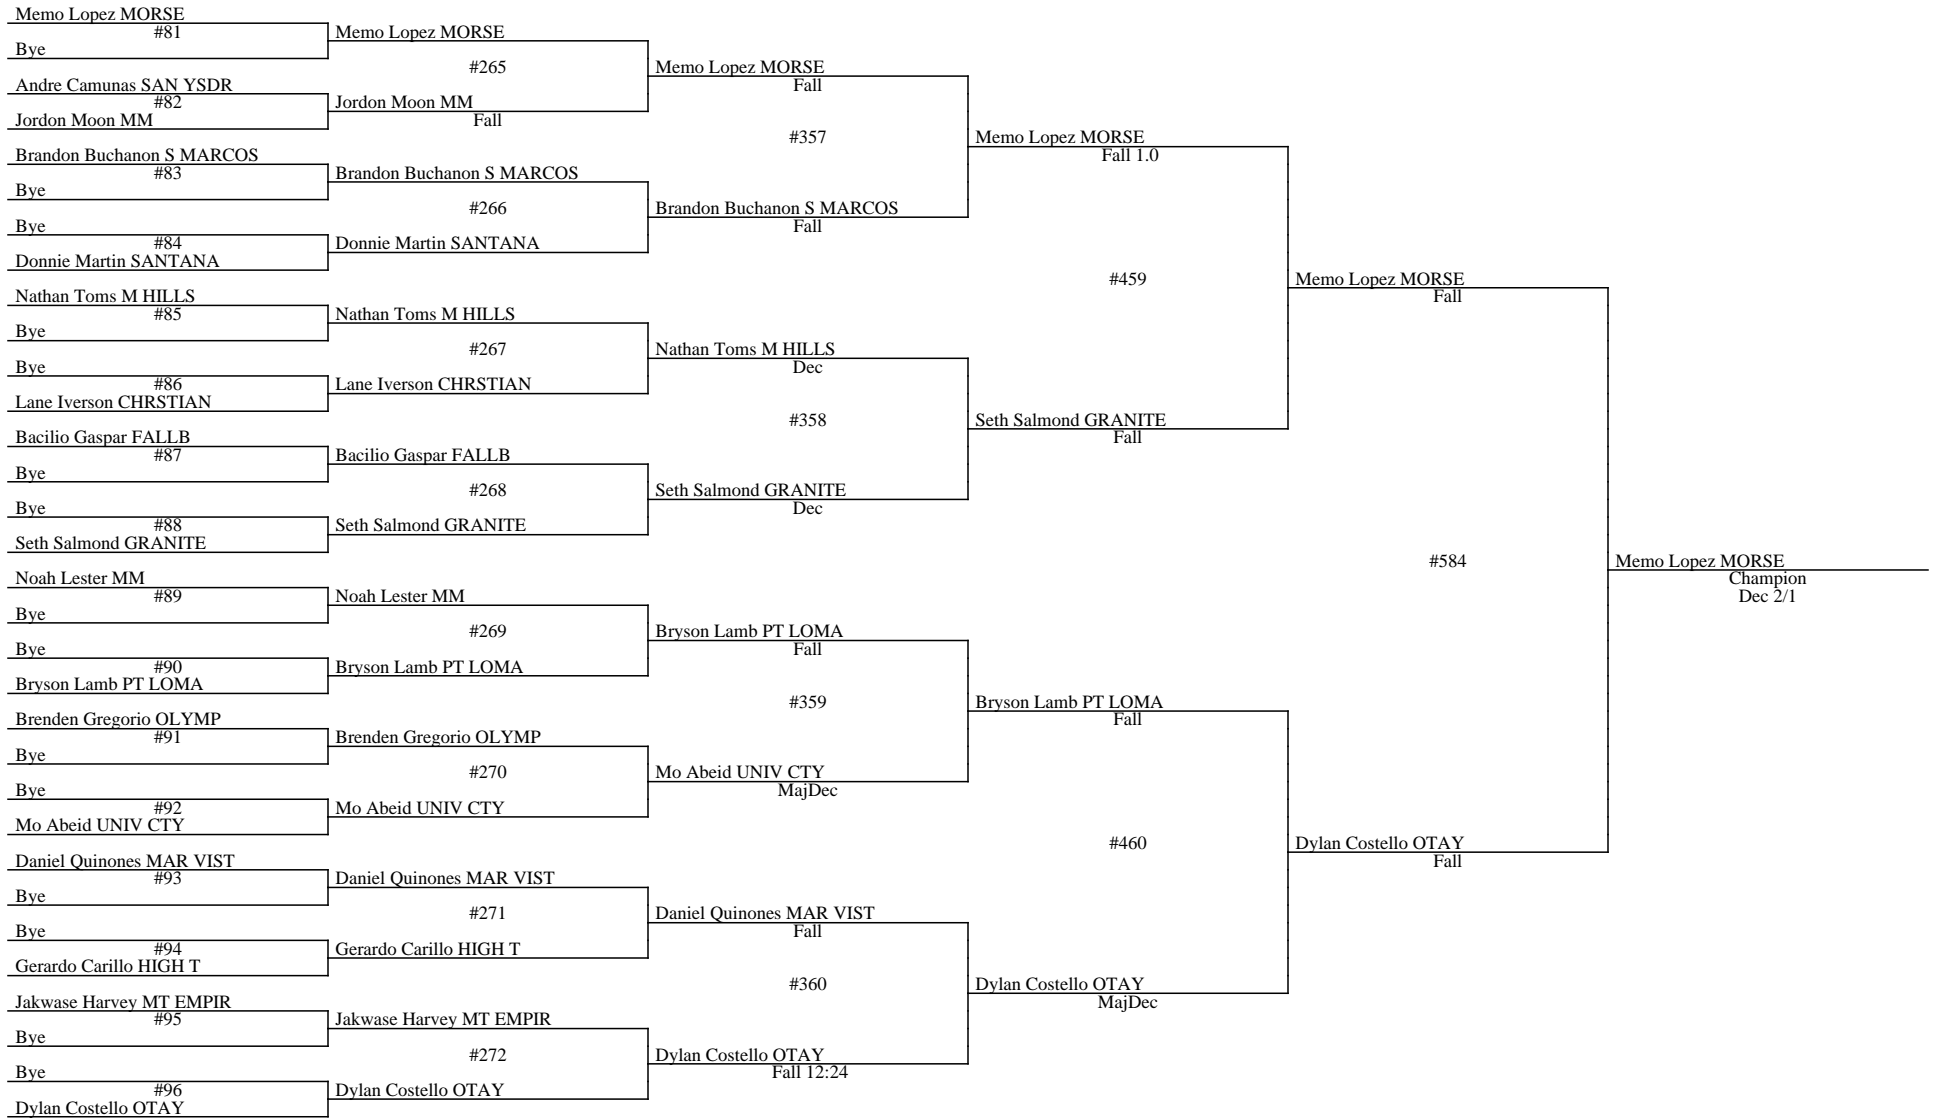 Memo Lopez MORSE
#81
Bye
Andre Camunas SAN YSDR
#82
Jordon Moon MM
Brandon Buchanon S MARCOS
#83
Bye
Bye
#84
Donnie Martin SANTANA
Nathan Toms M HILLS
#85
Bye
Bye
#86
Lane Iverson CHRSTIAN
Bacilio Gaspar FALLB
#87
Bye
Bye
#88
Seth Salmond GRANITE
Noah Lester MM
#89
Bye
Bye
#90
Bryson Lamb PT LOMA
Brenden Gregorio OLYMP
#91
Bye
Bye
#92
Mo Abeid UNIV CTY
Daniel Quinones MAR VIST
#93
Bye
Bye
#94
Gerardo Carillo HIGH T
Jakwase Harvey MT EMPIR
#95
Bye
Bye
#96
Dylan Costello OTAY
Memo Lopez MORSE
#265
Jordon Moon MM
Fall
Brandon Buchanon S MARCOS
#266
Donnie Martin SANTANA
Nathan Toms M HILLS
#267
Lane Iverson CHRSTIAN
Bacilio Gaspar FALLB
#268
Seth Salmond GRANITE
Noah Lester MM
#269
Bryson Lamb PT LOMA
Brenden Gregorio OLYMP
#270
Mo Abeid UNIV CTY
Daniel Quinones MAR VIST
#271
Gerardo Carillo HIGH T
Jakwase Harvey MT EMPIR
#272
Dylan Costello OTAY
Memo Lopez MORSE
Fall
#357
Brandon Buchanon S MARCOS
Fall
Nathan Toms M HILLS
Dec
#358
Seth Salmond GRANITE
Dec
Bryson Lamb PT LOMA
Fall
#359
Mo Abeid UNIV CTY
MajDec
Daniel Quinones MAR VIST
Fall
#360
Dylan Costello OTAY
Fall 12:24
Memo Lopez MORSE
Fall 1.0
#459
Seth Salmond GRANITE
Fall
Bryson Lamb PT LOMA
Fall
#460
Dylan Costello OTAY
MajDec
Memo Lopez MORSE
Fall
#584
Dylan Costello OTAY
Fall
Memo Lopez MORSE
Champion
Dec 2/1